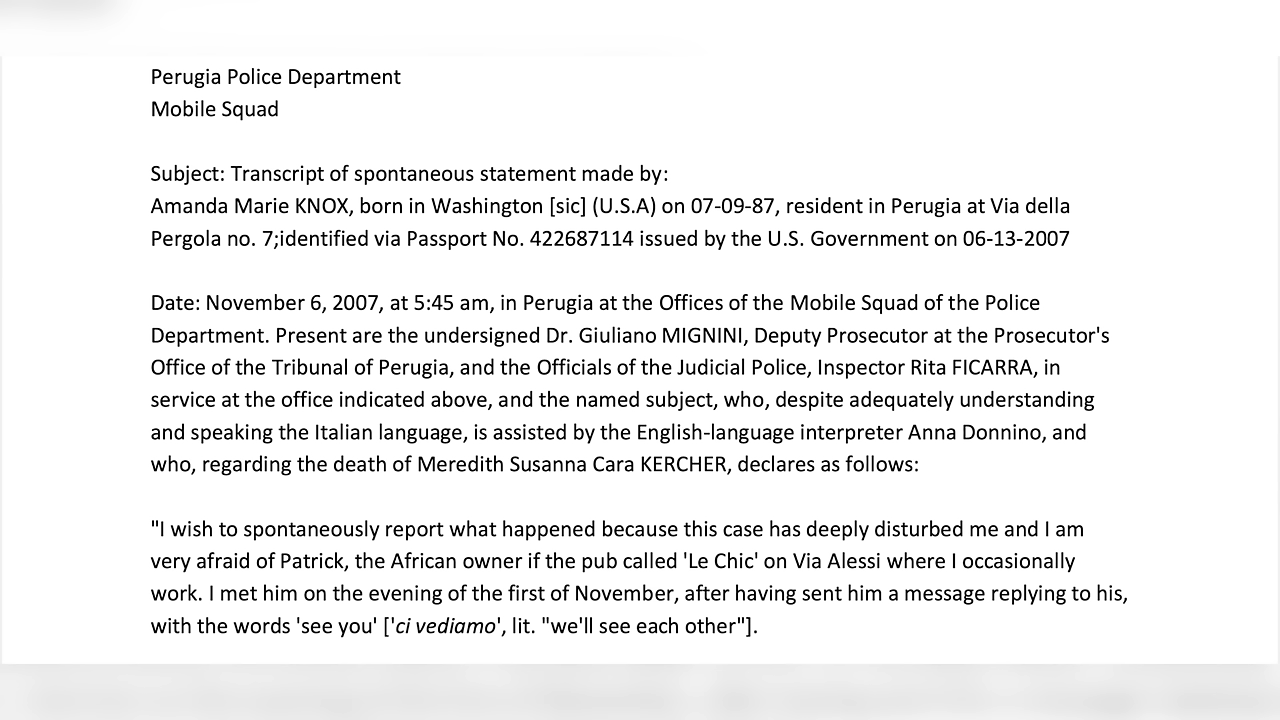 Perugia Police Department
Mobile Squad
Subject: Transcript of spontaneous statement made by:
Amanda Marie KNOX, born in Washington [sic] (U.S.A) on 07-09-87, resident in Perugia at Via della
Pergola no. 7;identified via Passport No. 422687114 issued by the U.S. Government on 06-13-2007
Date: November 6, 2007, at 5:45 am, in Perugia at the Offices of the Mobile Squad of the Police
Department. Present are the undersigned Dr. Giuliano MIGNINI, Deputy Prosecutor at the Prosecutor's
Office of the Tribunal of Perugia, and the Officials of the Judicial Police, Inspector Rita FICARRA, in
service at the office indicated above, and the named subject, who, despite adequately understanding
and speaking the Italian language, is assisted by the English-language interpreter Anna Donnino, and
who, regarding the death of Meredith Susanna Cara KERCHER, declares as follows:
"I wish to spontaneously report what happened because this case has deeply disturbed me and I am
very afraid of Patrick, the African owner if the pub called 'Le Chic' on Via Alessi where I occasionally
work. I met him on the evening of the first of November, after having sent him a message replying to his,
with the words 'see you' ['ci vediamo', lit. "we'll see each other"].